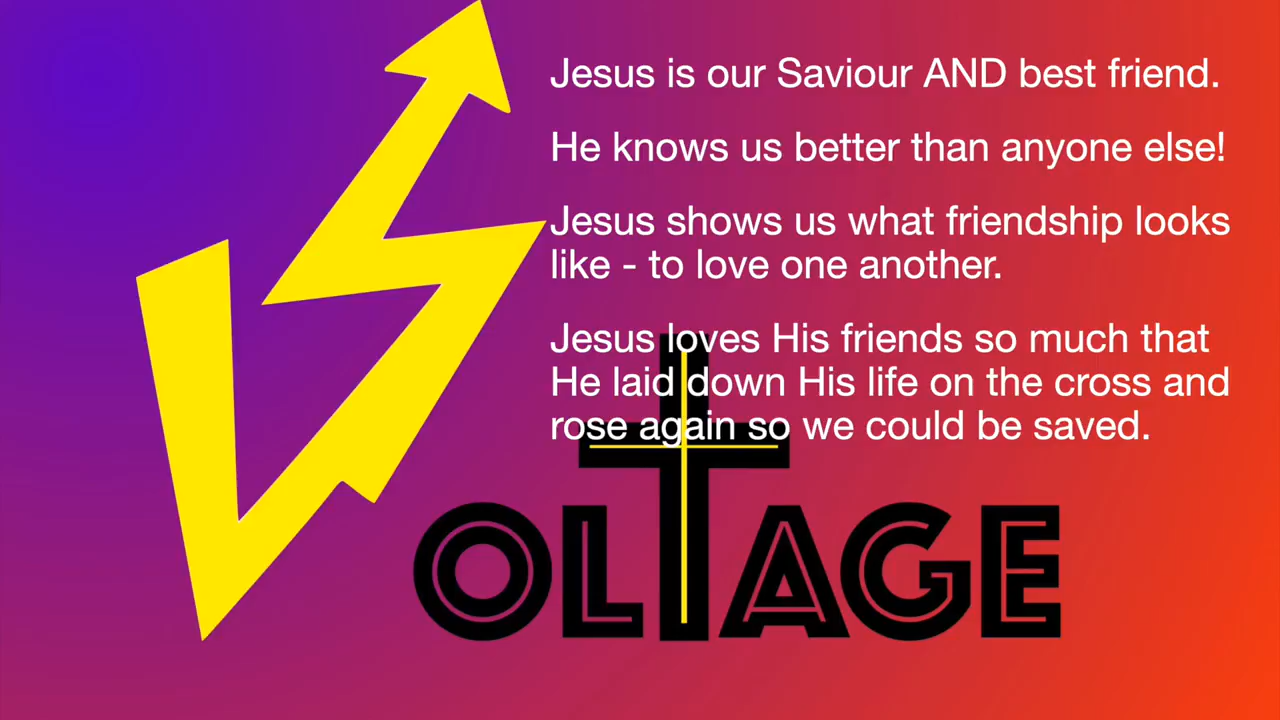 Jesus is our Saviour AND best friend.
He knows us better than anyone else!
Jesus shows us what friendship looks
like - to love one another.
Jesus loves His friends so much that
He laid down His life on the cross and
rose again so we could be saved.
VOLTAGE